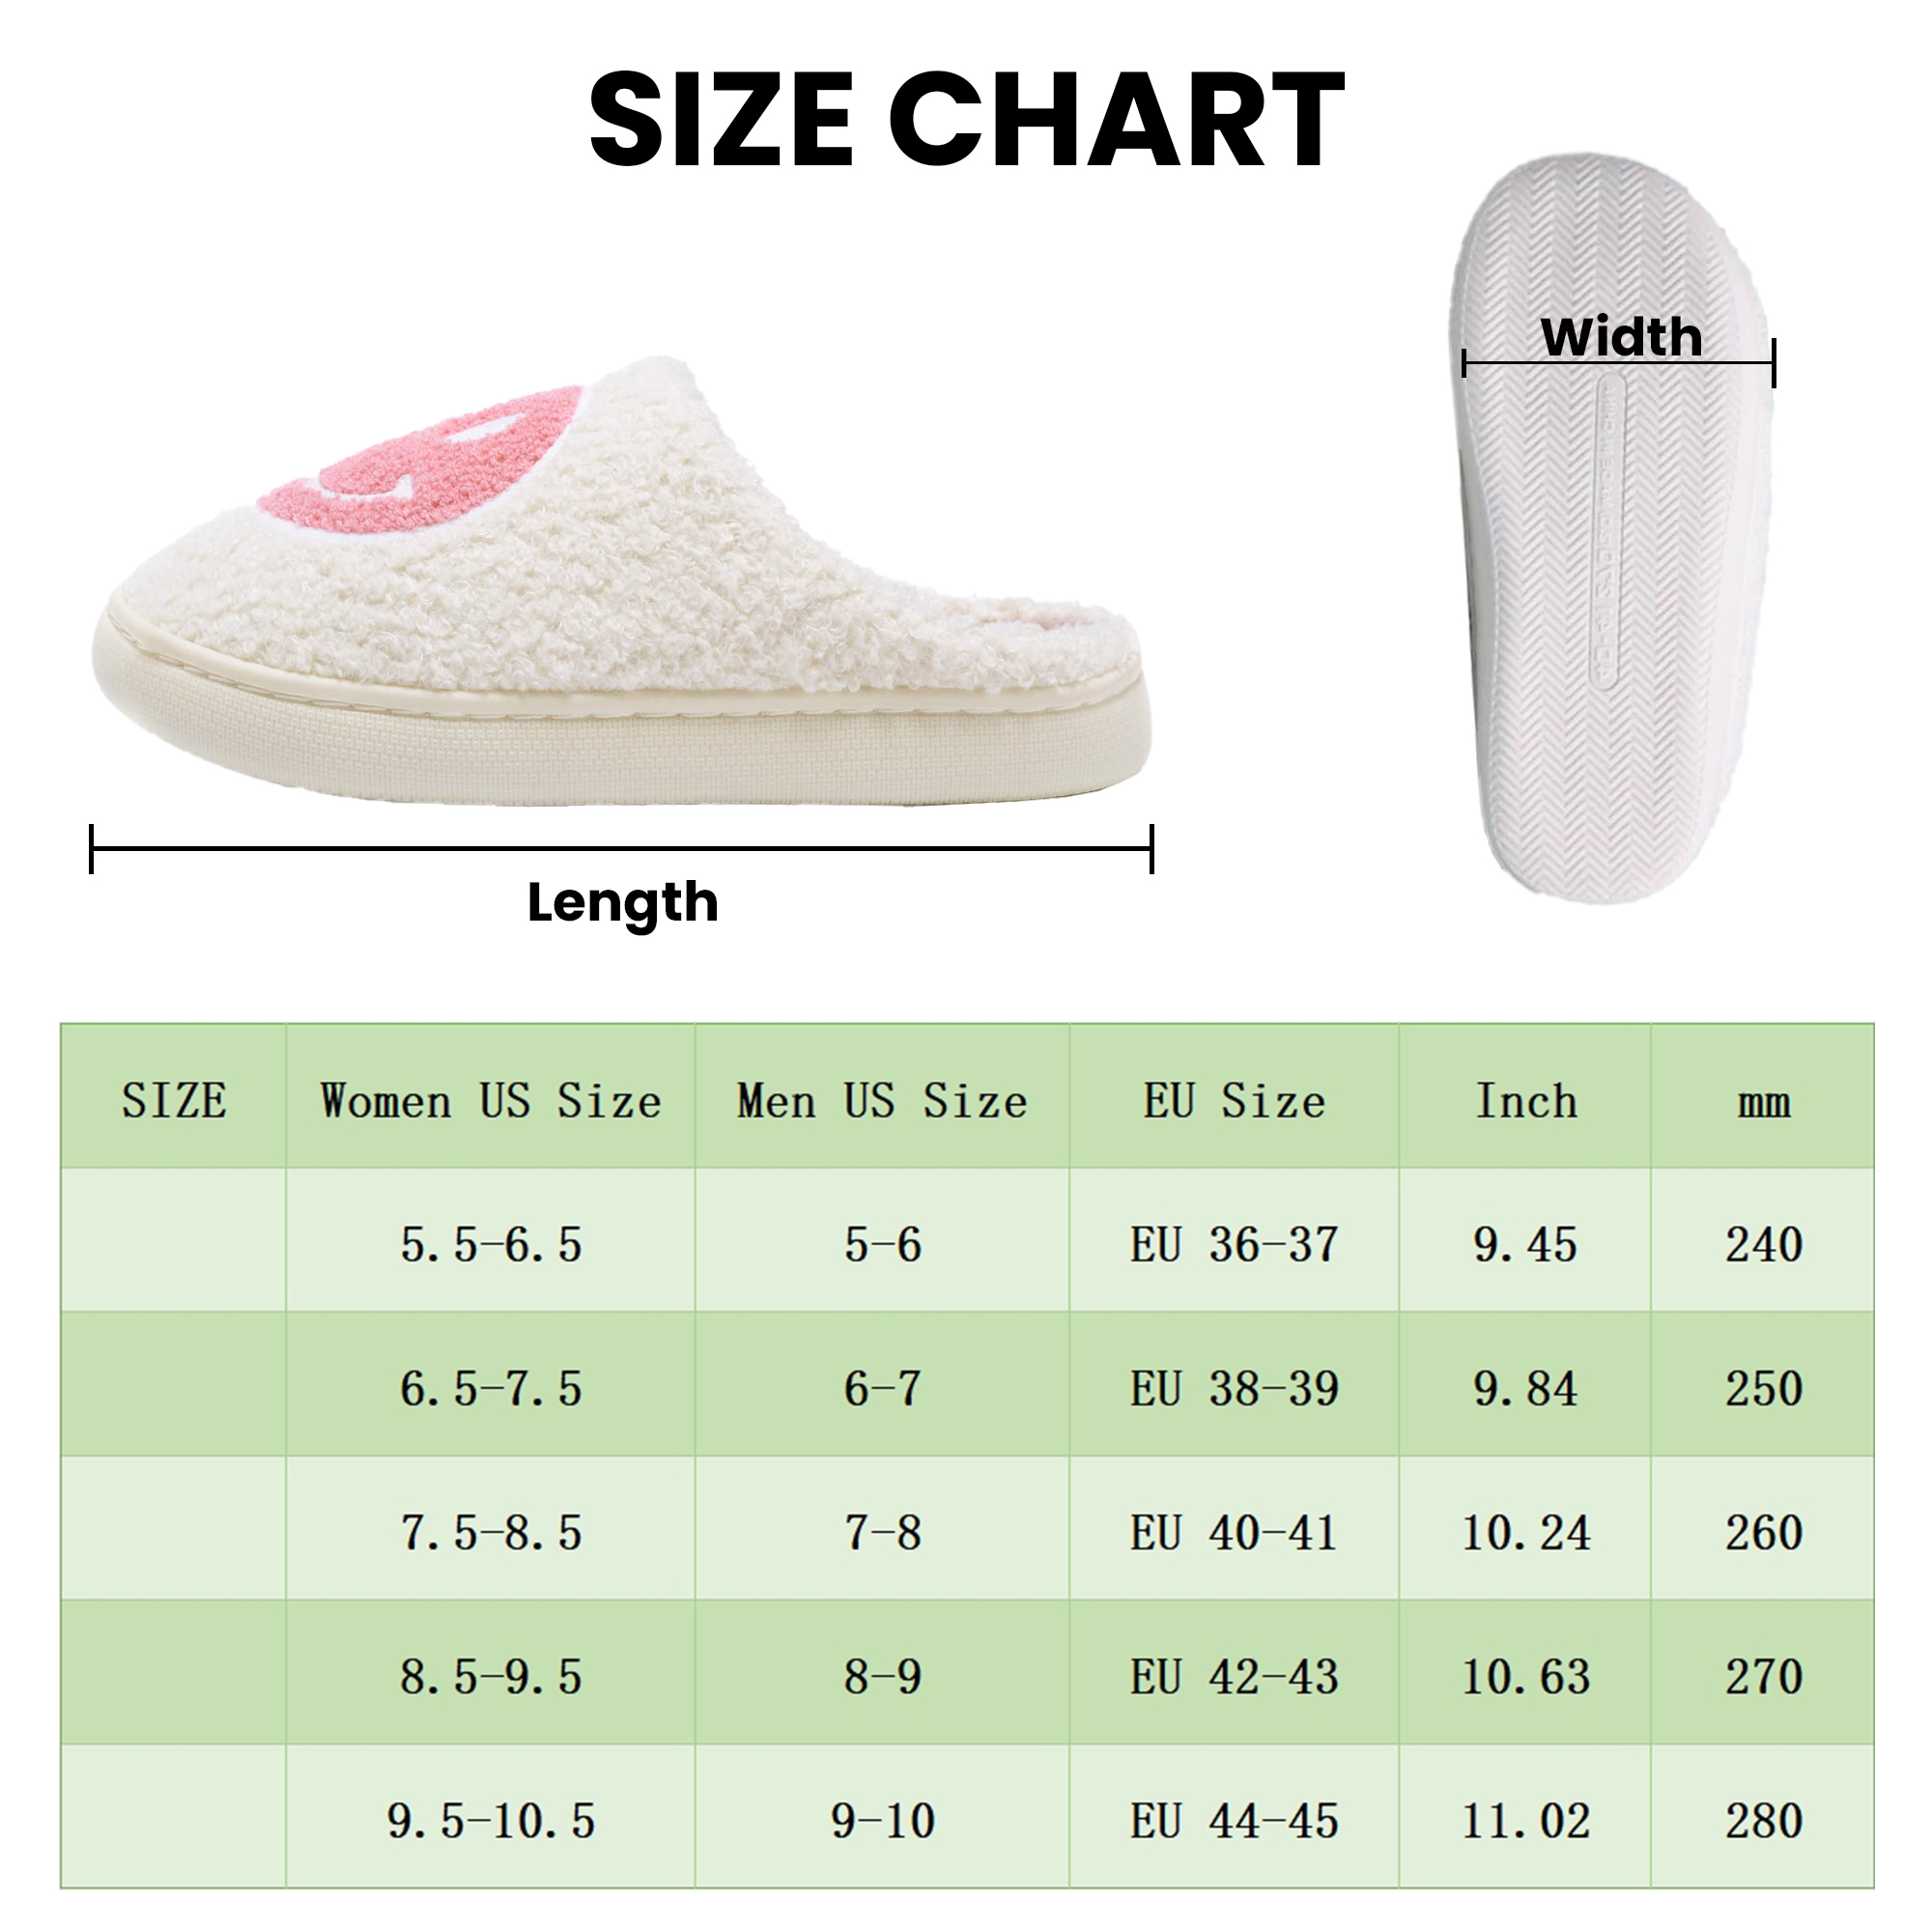 SIZE CHART
Width
Length
SIZE Women US Size Men US Size EU Size Inch mm
5.5-6.5 5-6 EU 36-37 9.45 240
6.5-7.5 6-7 EU 38-39 9.84 250
7.5-8.5 7-8 EU 40-41 10.24 260
8.5-9.5 8-9 EU 42-43 10.63 270
9.5-10.5 9-10 EU 44-45 11.02 280